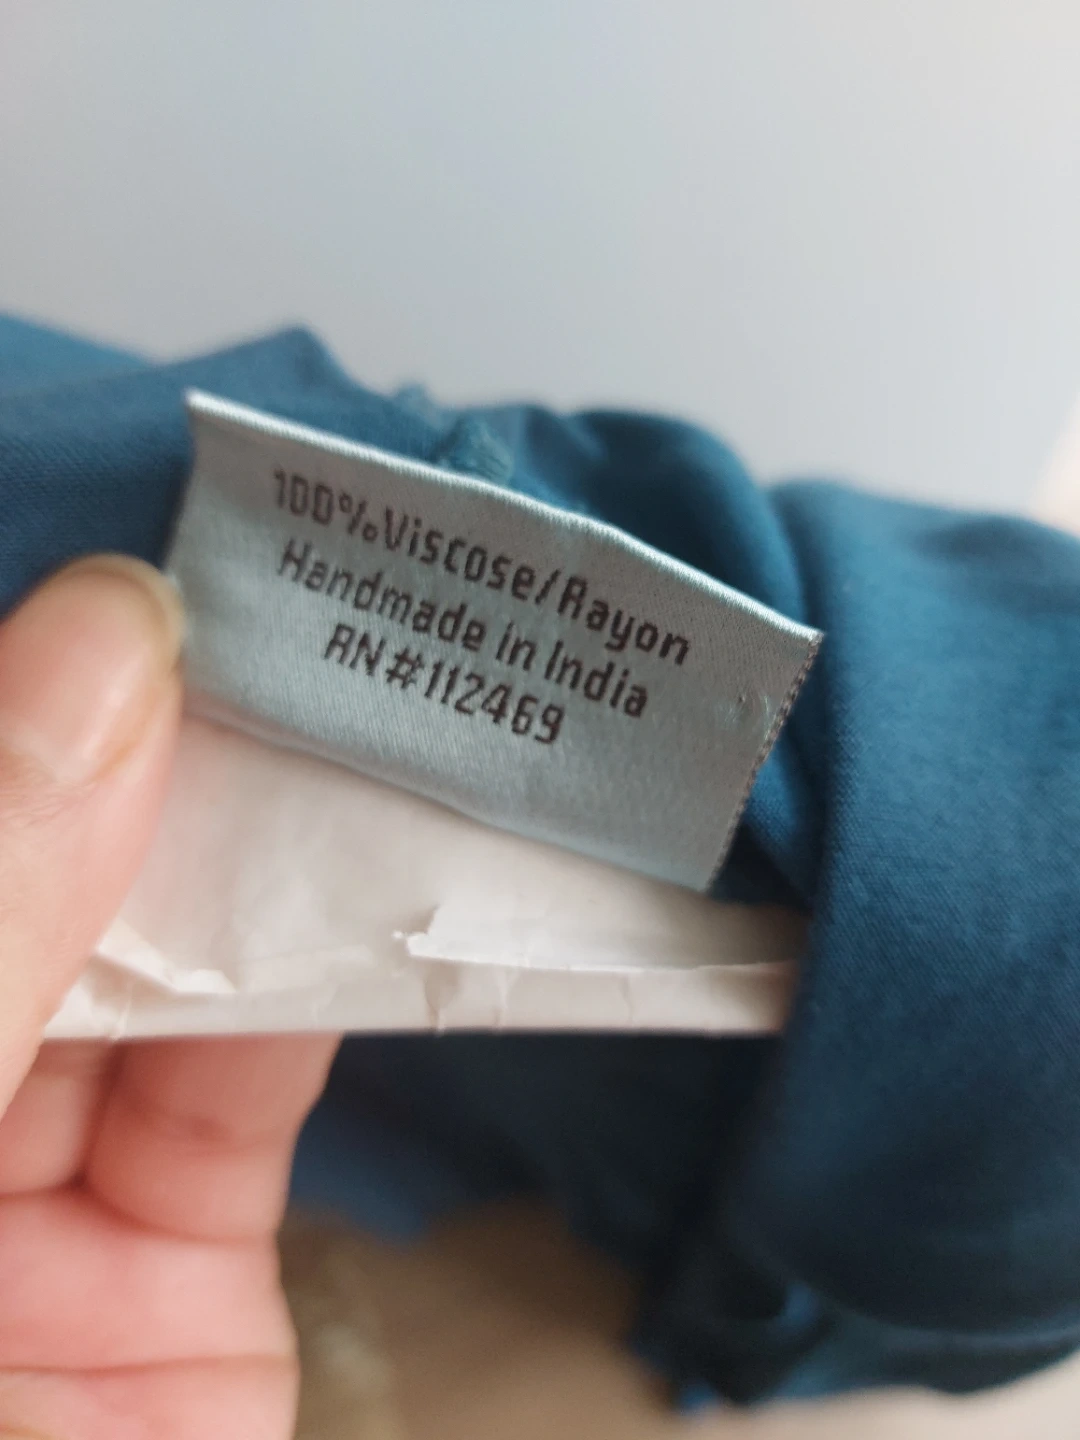 100%Viscose/Rayon
Handmade in India
RN#112469